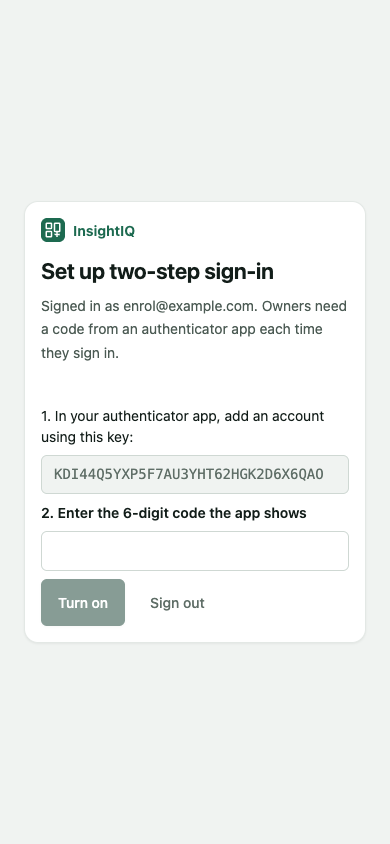 InsightIQ
Set up two-step sign-in
Signed in as enrol@example.com. Owners need
a code from an authenticator app each time
they sign in.
1. In your authenticator app, add an account
using this key:
KDI44Q5YXP5F7AU3YHT62HGK2D6X6QAO
2. Enter the 6-digit code the app shows
Turn on
Sign out